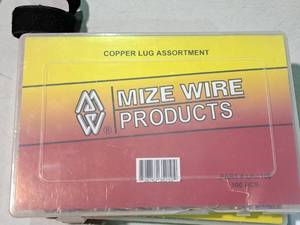 COPPER LUG ASSORTMENT
MIZE WIRE
PRODUCTS
®